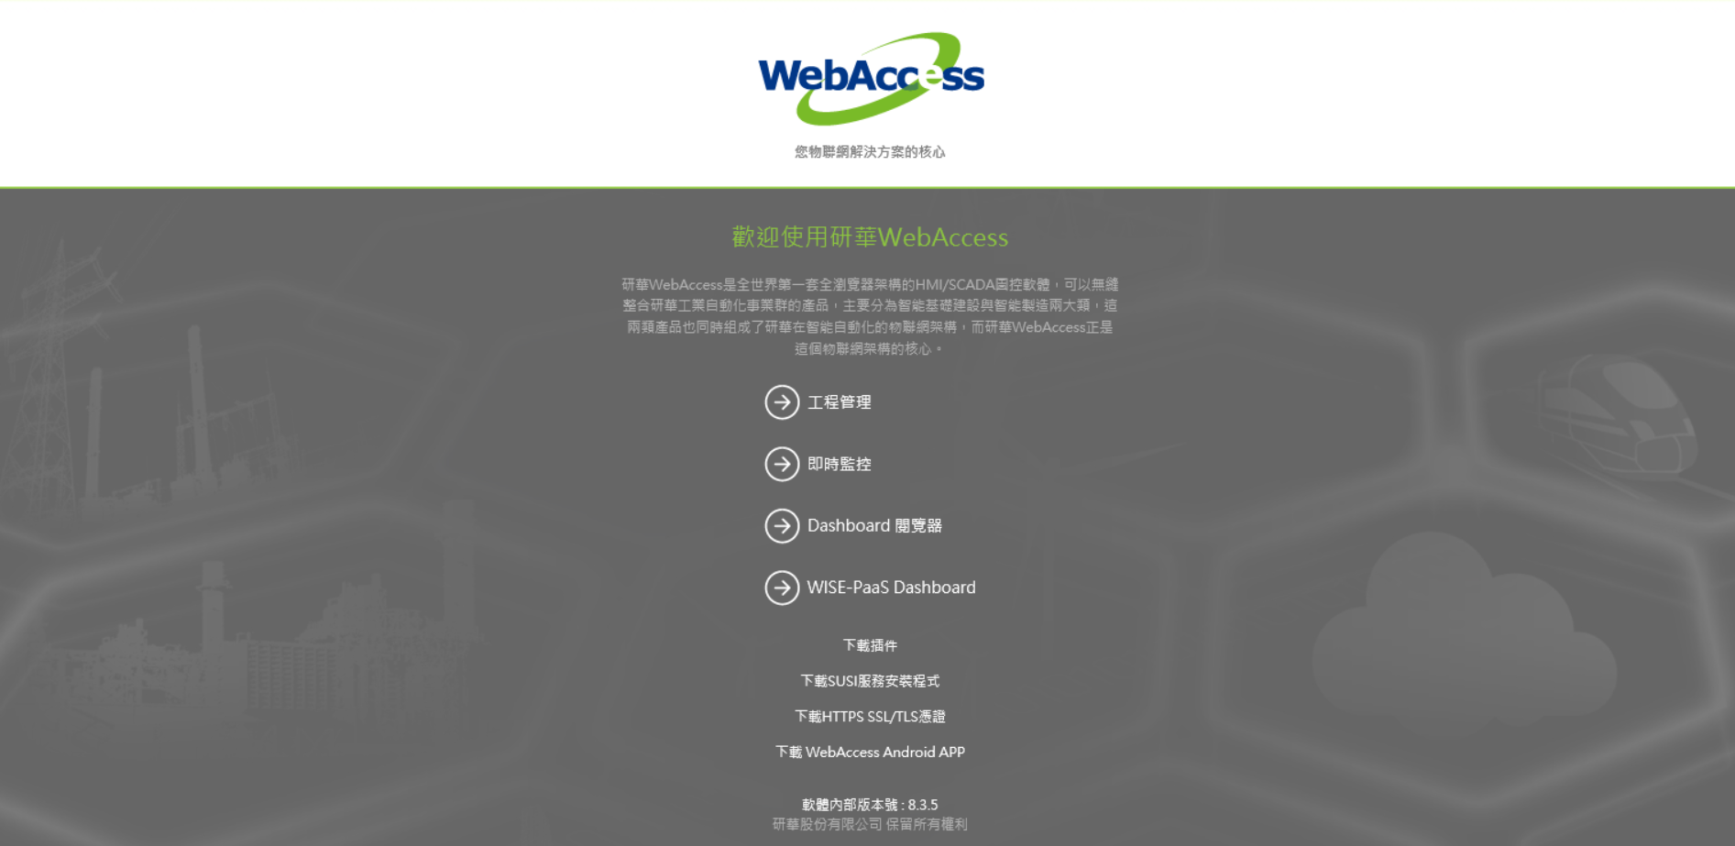 WebAccess
您物聯網解決方案的核心
歡迎使用研華WebAccess
研華WebAccess是全世界第一套全瀏覽器架構的HMI/SCADA圖控軟體，可以無縫
整合研華工業自動化事業群的產品，主要分為智能基礎建設與智能製造兩大類，這
兩類產品也同時組成了研華在智能自動化的物聯網架構，而研華WebAccess正是
這個物聯網架構的核心。
工程管理
即時監控
Dashboard 閱覽器
WISE-PaaS Dashboard
下載插件
下載SUSI服務安裝程式
下載HTTPS SSL/TLS憑證
下載 WebAccess Android APP
軟體內部版本號 : 8.3.5
研華股份有限公司 保留所有權利